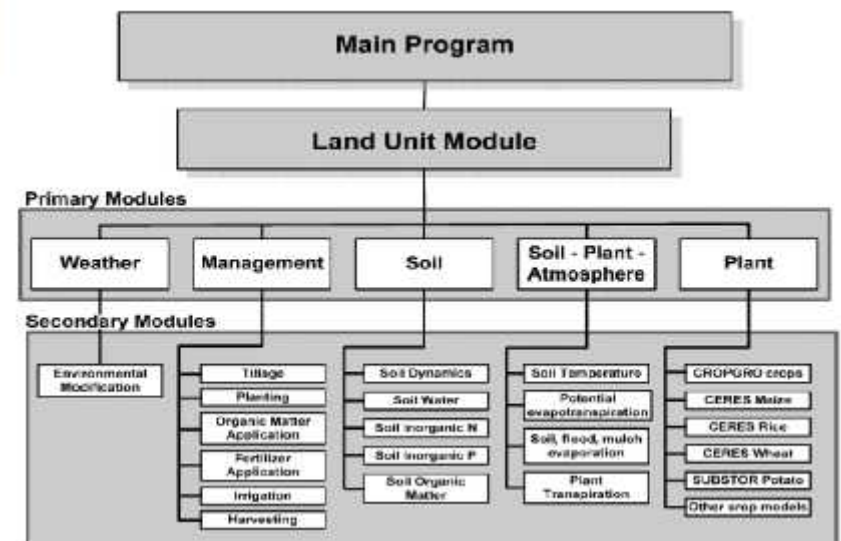 Main Program
Land Unit Module
Primary Modules
Weather
Management
Soil
Soil - Plant -
Atmosphere
Plant
Secondary Modules
Environmental
Modification
Tillage
Planting
Organic Matter
Application
Fertilizer
Application
Irrigation
Harvesting
Soil Dynamics
Soil Water
Soil Inorganic N
Soil Inorganic P
Soil Organic
Matter
Soil Temperature
Potential
evapotranspiration
Soil, flood, mulch
evaporation
Plant
Transpiration
CROPGRO crops
CERES Maize
CERES Rice
CERES Wheat
SUBSTOR Potato
Other crop models